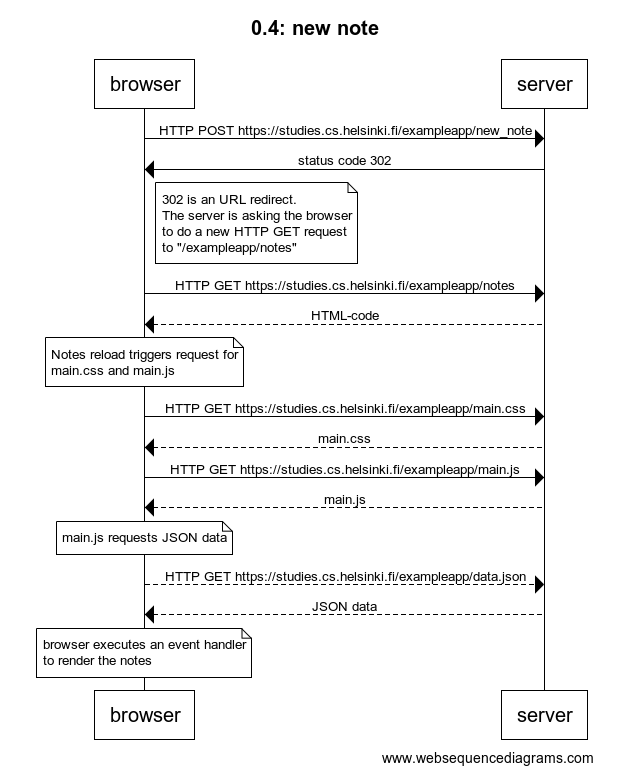 0.4: new note
browser
server
HTTP POST https://studies.cs.helsinki.fi/exampleapp/new_note
status code 302
302 is an URL redirect.
The server is asking the browser
to do a new HTTP GET request
to "/exampleapp/notes"
HTTP GET https://studies.cs.helsinki.fi/exampleapp/notes
HTML-code
Notes reload triggers request for
main.css and main.js
HTTP GET https://studies.cs.helsinki.fi/exampleapp/main.css
main.css
HTTP GET https://studies.cs.helsinki.fi/exampleapp/main.js
main.js
main.js requests JSON data
HTTP GET https://studies.cs.helsinki.fi/exampleapp/data.json
JSON data
browser executes an event handler
to render the notes
browser
server
www.websequencediagrams.com